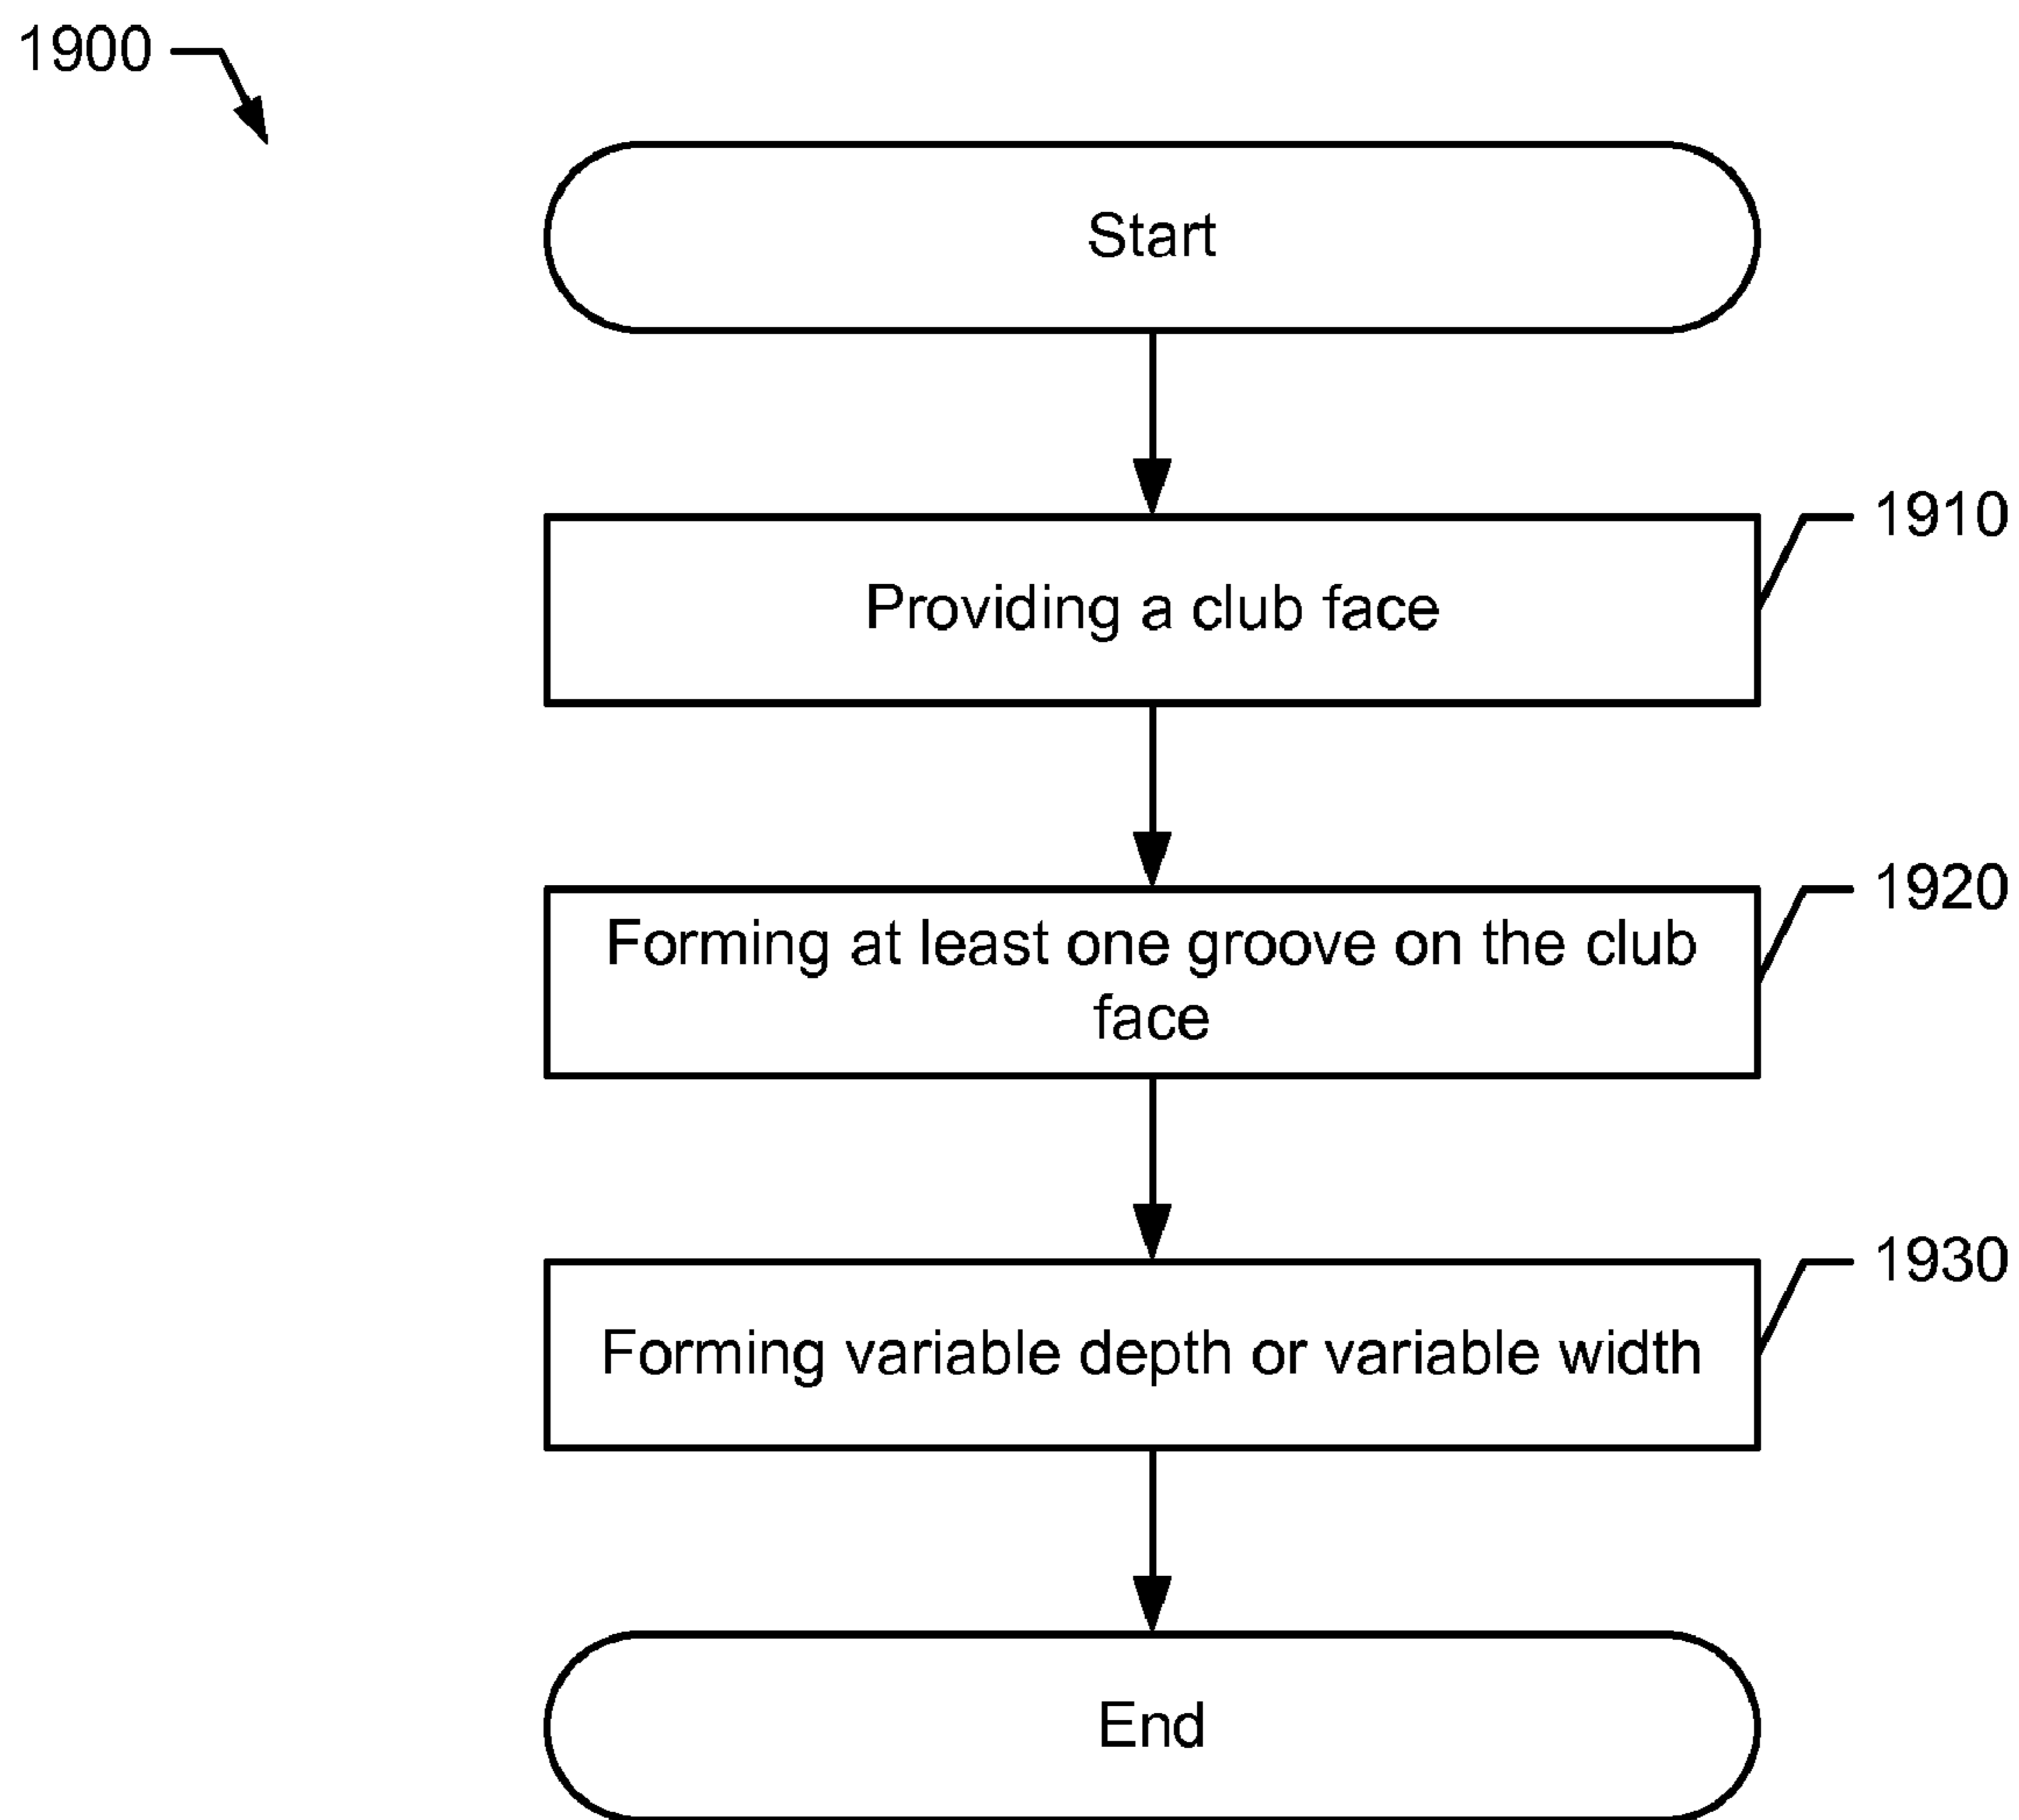 1900
Start
Providing a club face
1910
Forming at least one groove on the club
face
1920
Forming variable depth or variable width
1930
End